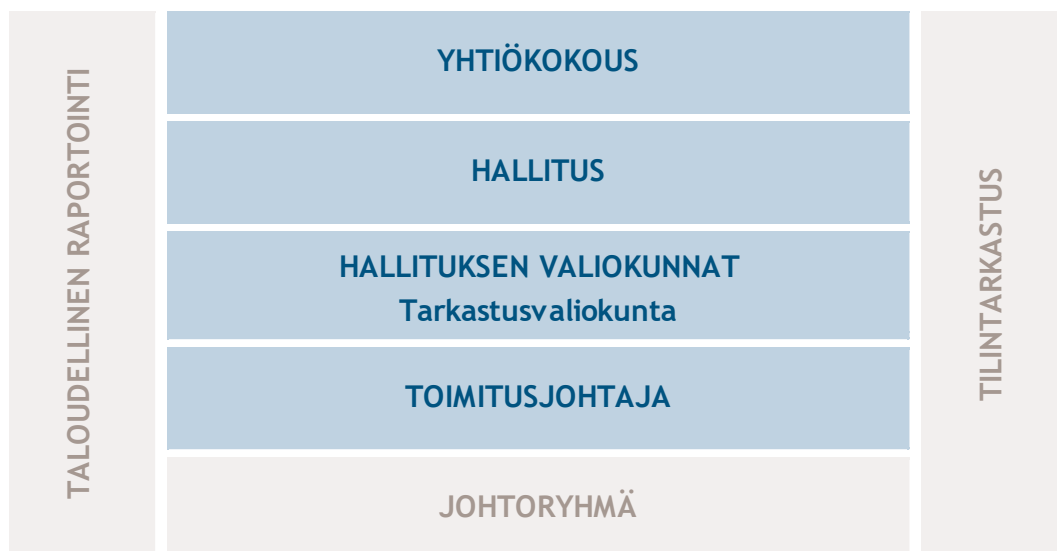 TALOUDELLINEN RAPORTOINTI
YHTIÖKOKOUS
HALLITUS
HALLITUKSEN VALIOKUNNAT
Tarkastusvaliokunta
TOIMITUSJOHTAJA
JOHTORYHMÄ
TILINTARKASTUS